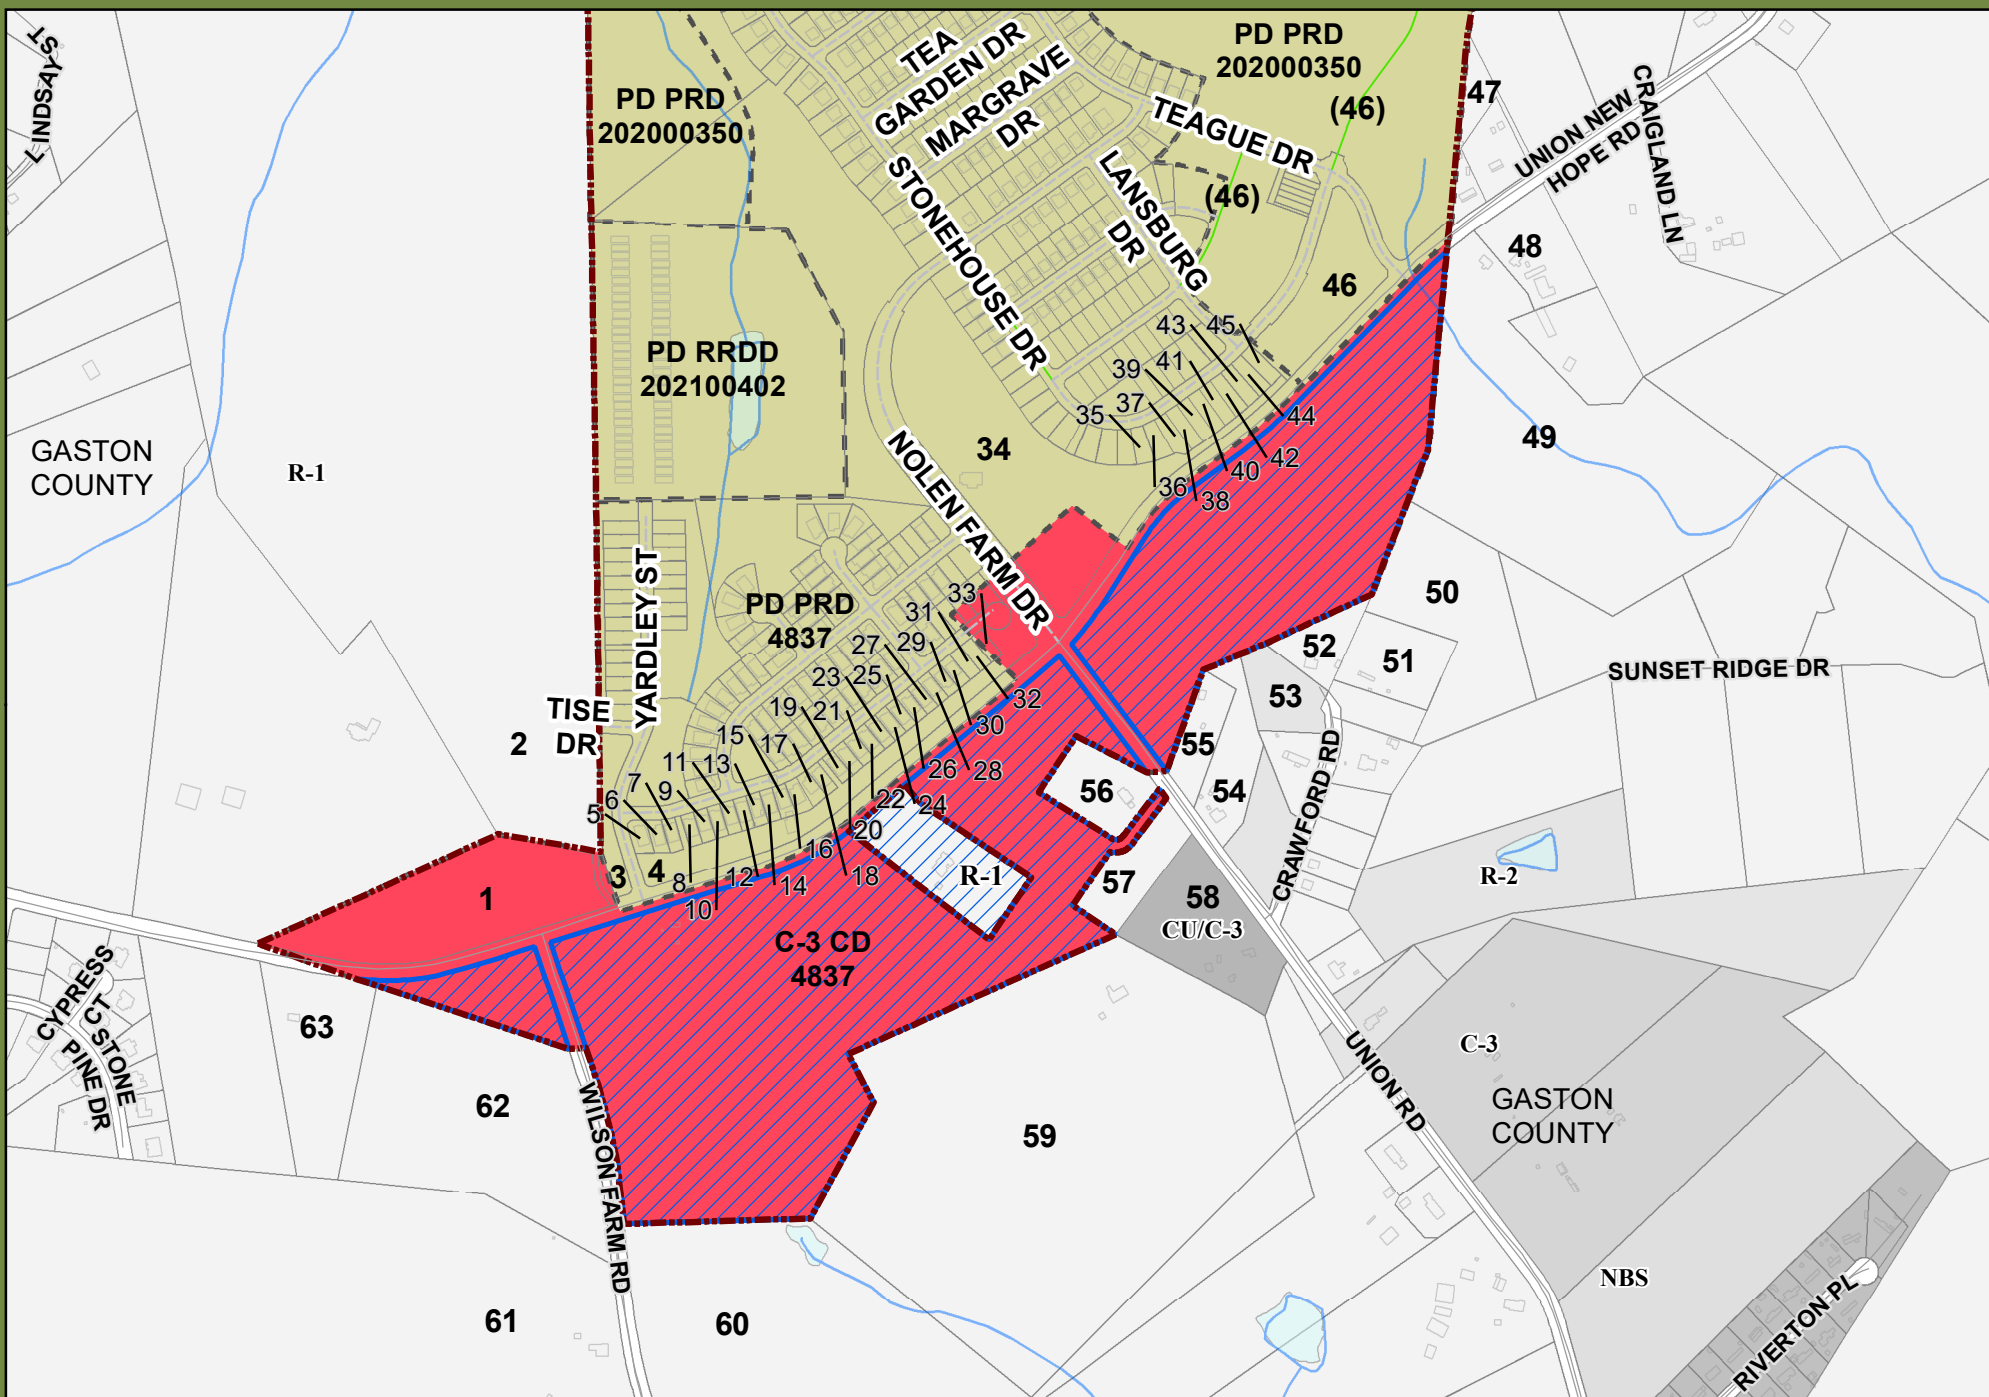 LINDSAY ST
TEA
GARDEN DR
MARGRAVE
DR
PD PRD
202000350
PD PRD
202000350
(46)
47
TEAGUE DR
UNION NEW
HOPE RD
CRAIGLAND LN
(46)
STONEHOUSE DR
LANSBURG
DR
48
46
PD RRDD
202100402
43
45
39
41
35
37
44
GASTON
COUNTY
R-1
34
49
42
40
36
38
NOLEN FARM DR
YARDLEY ST
PD PRD
4837
33
31
50
27
29
52
51
23
25
53
SUNSET RIDGE DR
32
19
21
30
TISE
DR
2
15
17
55
11
13
26
28
7
9
6
5
56
54
22
24
CRAWFORD RD
20
16
3
4
8
12
14
18
R-1
57
R-2
1
10
58
CU/C-3
C-3 CD
4837
CYPRESS
CT
STONE
PINE DR
63
UNION RD
C-3
62
WILSON FARM RD
59
GASTON
COUNTY
NBS
61
60
RIVERTON PL